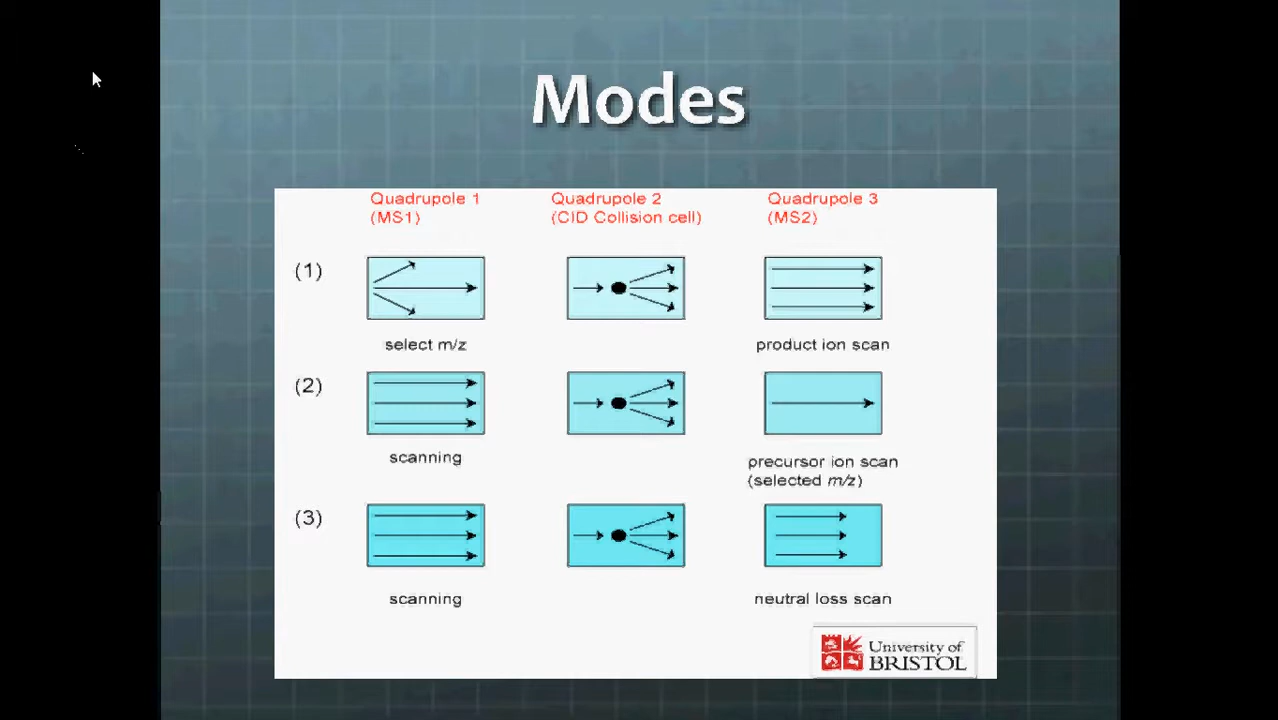 Modes
Quadrupole 1
(MS1)
Quadrupole 2
(CID Collision cell)
Quadrupole 3
(MS2)
(1)
select m/z
product ion scan
(2)
scanning
precursor ion scan
(selected m/z)
(3)
scanning
neutral loss scan
University of
BRISTOL